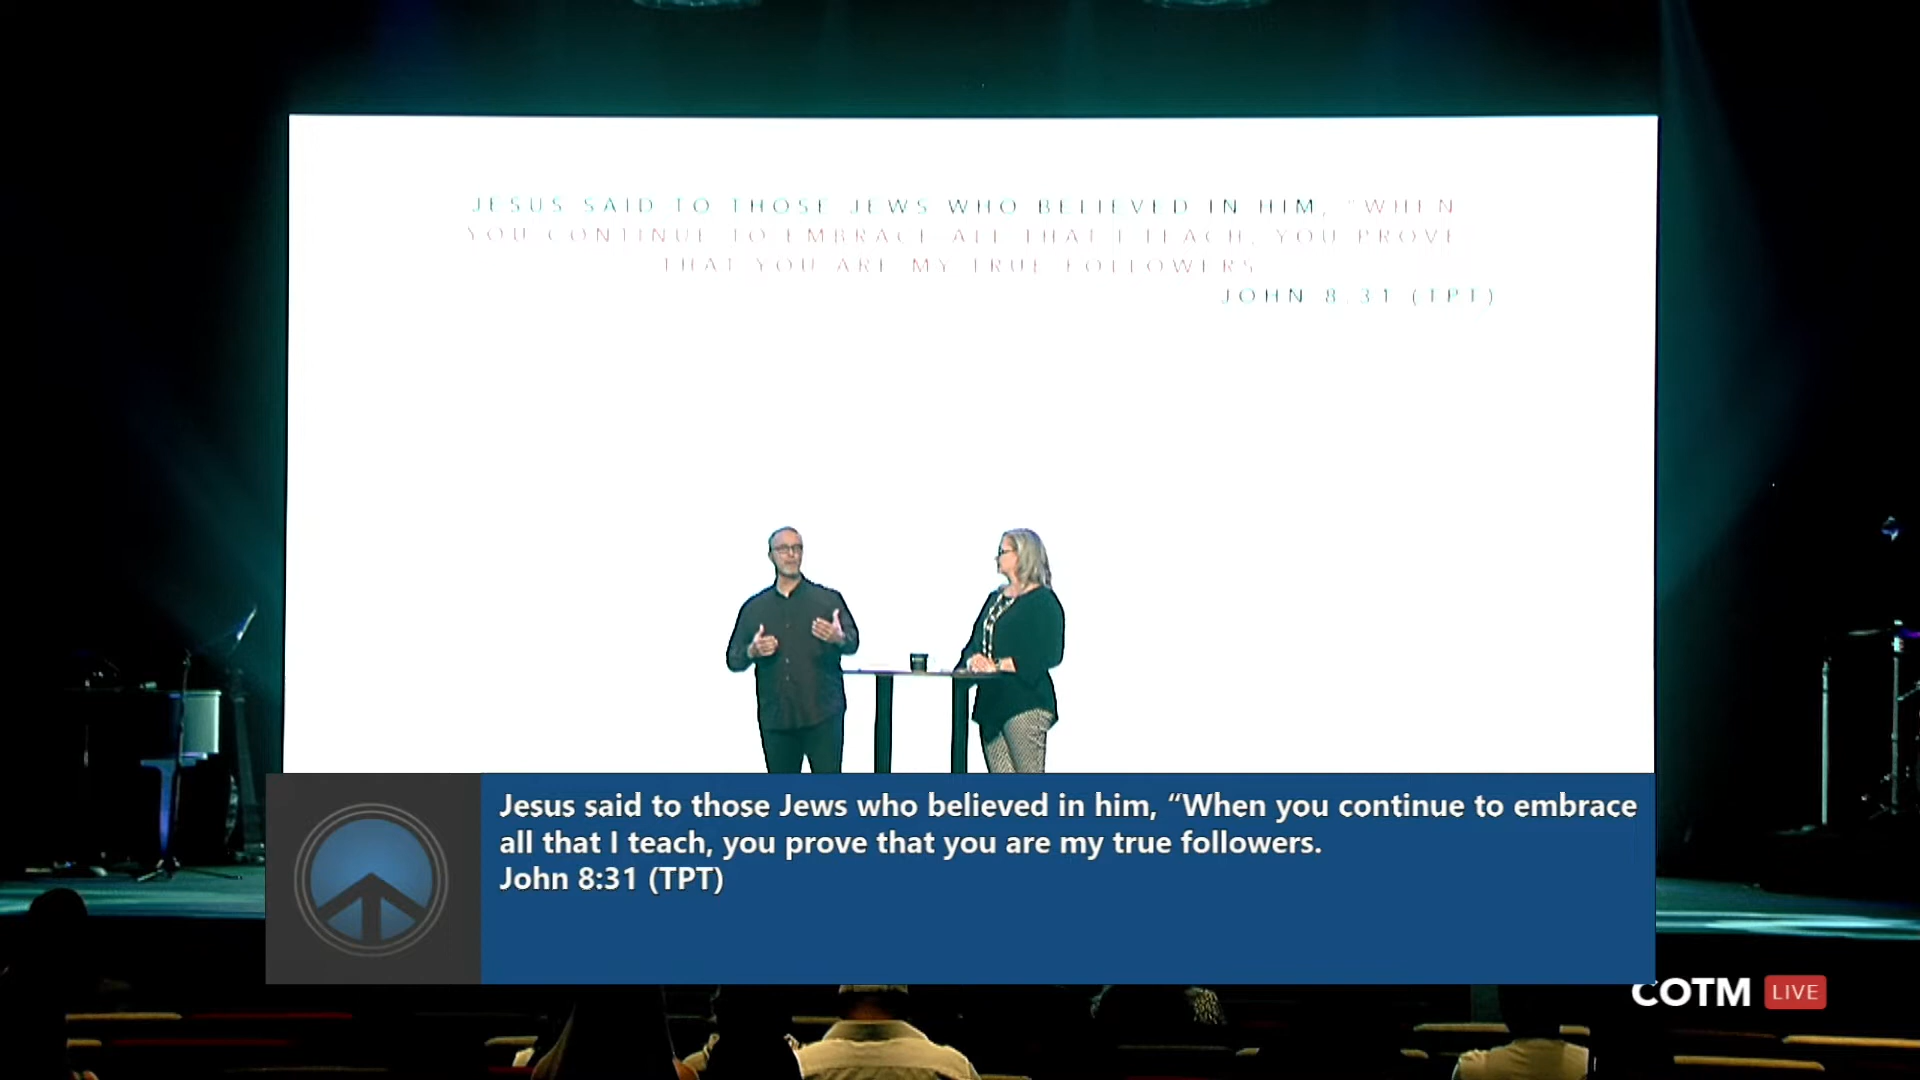 JESUS SAID TO THOSE JEWS WHO BELIEVED IN HIM, "WHEN
YOU CONTINUE TO EMBRACE ALL THAT I TEACH, YOU PROVE
THAT YOU ARE MY TRUE FOLLOWERS
JOHN 8:31 (TPT)
Jesus said to those Jews who believed in him, “When you continue to embrace
all that I teach, you prove that you are my true followers.
John 8:31 (TPT)
COTM LIVE